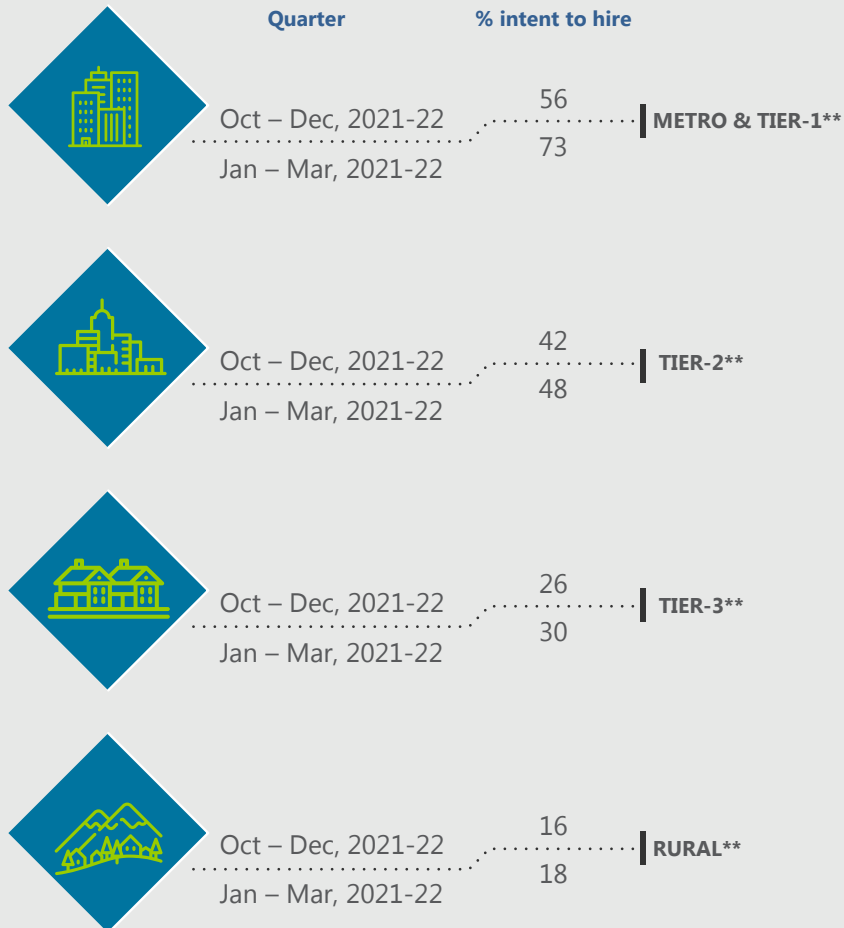 Quarter % intent to hire
Oct – Dec, 2021-22 56
METRO & TIER-1**
Jan – Mar, 2021-22 73
Oct – Dec, 2021-22 42
TIER-2**
Jan – Mar, 2021-22 48
Oct – Dec, 2021-22 26
TIER-3**
Jan – Mar, 2021-22 30
Oct – Dec, 2021-22 16
RURAL**
Jan – Mar, 2021-22 18